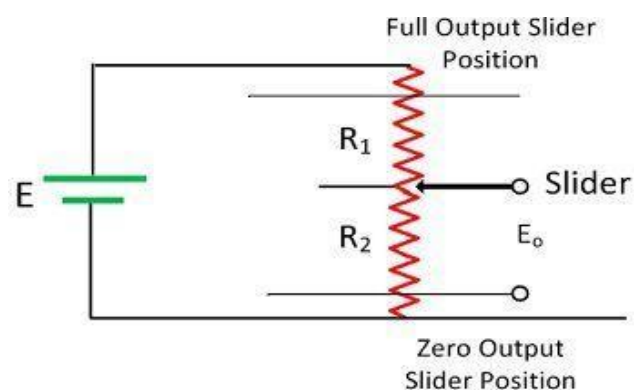 Full Output Slider
Position
R1
E
Slider
R2
Eo
Zero Output
Slider Position